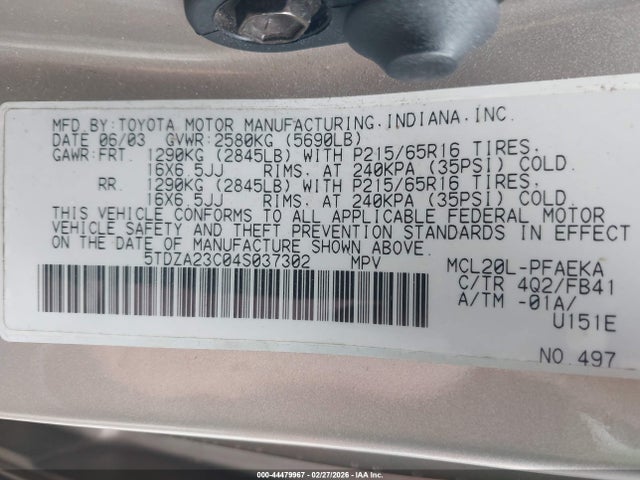 MFD.BY:TOYOTA MOTOR MANUFACTURING.INDIANA.INC.
DATE 06/03 GVWR:2580KG (5690LB)
GAWR:FRT. 1290KG (2845LB) WITH P215/65R16 TIRES.
16X6.5JJ RIMS. AT 240KPA (35PSI) COLD.
RR. 1290KG (2845LB) WITH P215/65R16 TIRES.
16X6.5JJ RIMS. AT 240KPA (35PSI) COLD.
THIS VEHICLE CONFORMS TO ALL APPLICABLE FEDERAL MOTOR
VEHICLE SAFETY AND THEFT PREVENTION STANDARDS IN EFFECT
ON THE DATE OF MANUFACTURE SHOWN ABOVE.
5TDZA23C04S037302 MPV MCL20L-PFAEKA
C/TR 4Q2/FB41
A/TM -01A/
U151E
NO.497
000-44479967 • 02/27/2026 • IAAI.COM